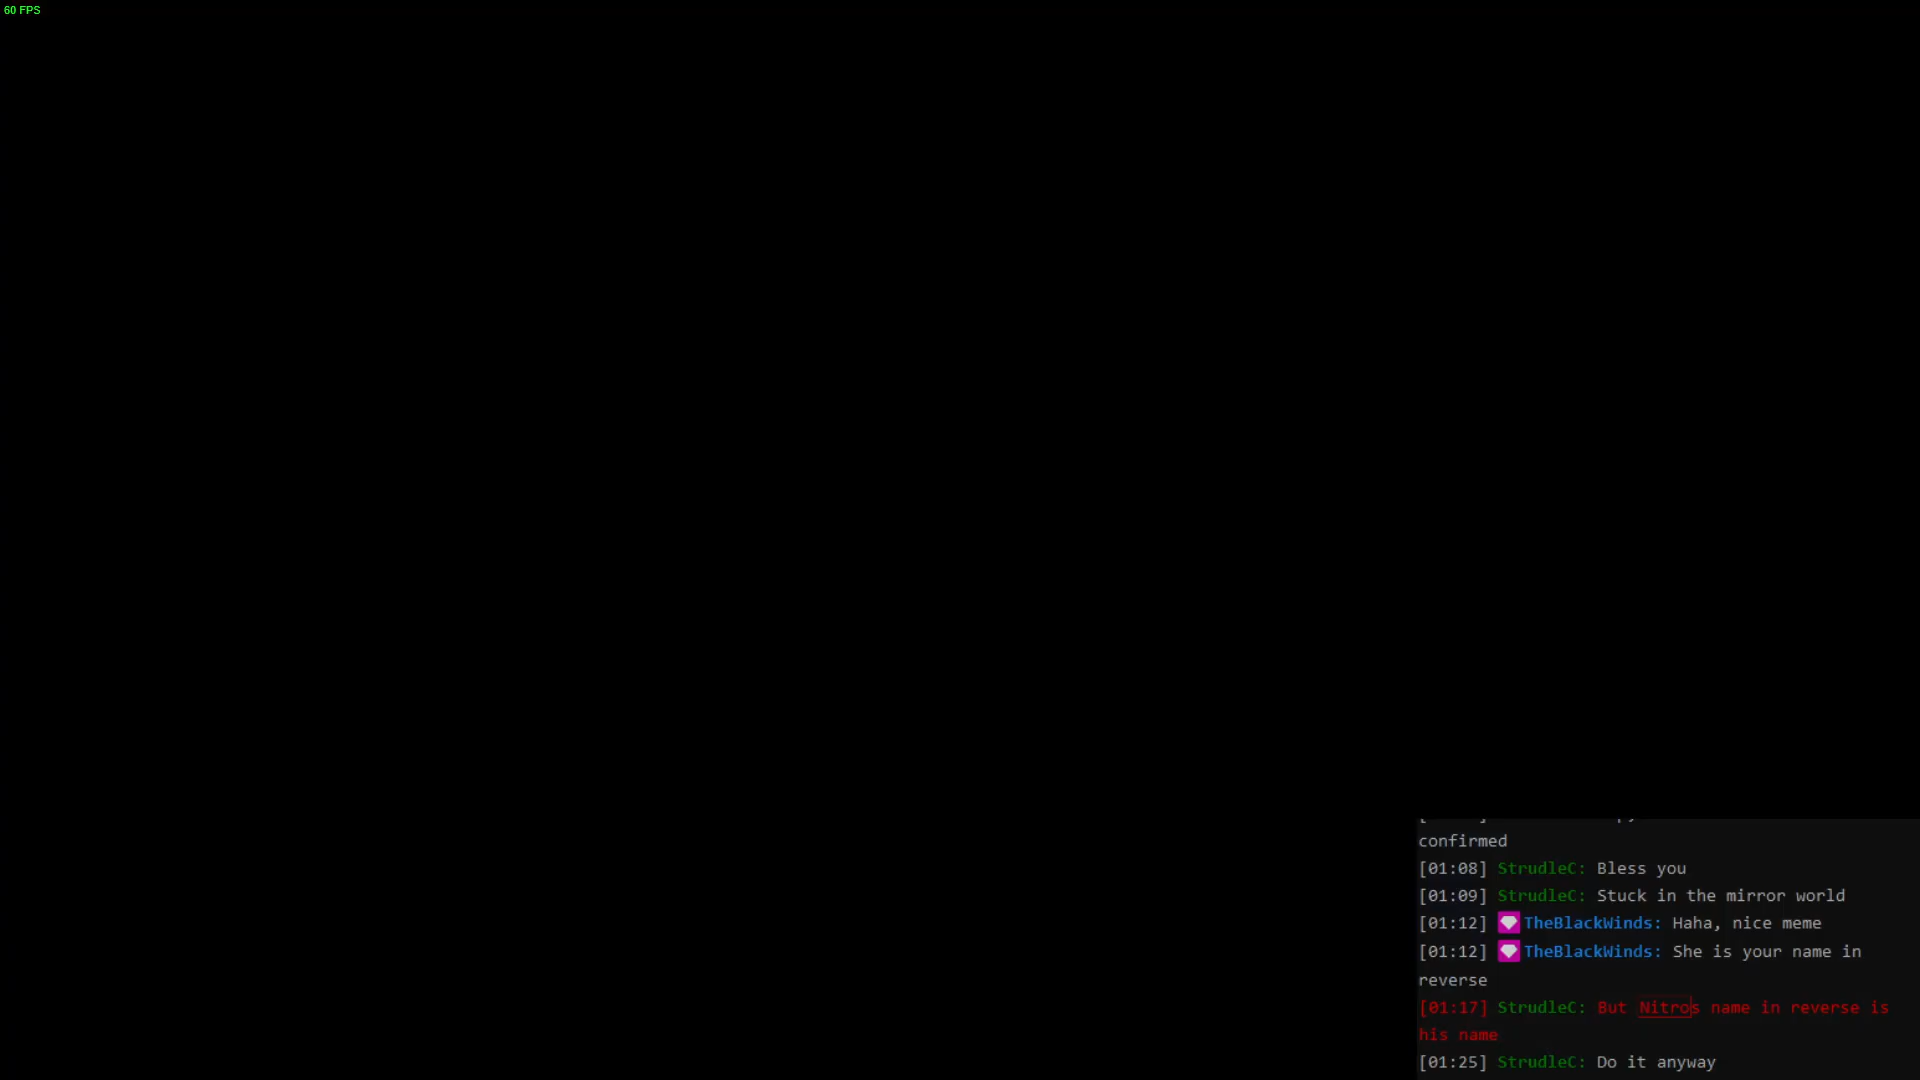 60 FPS
confirmed
[01:08] StrudleC: Bless you
[01:09] StrudleC: Stuck in the mirror world
[01:12] TheBlackWinds: Haha, nice meme
[01:12] TheBlackWinds: She is your name in
reverse
[01:17] StrudleC: But Nitros name in reverse is
his name
[01:25] StrudleC: Do it anyway